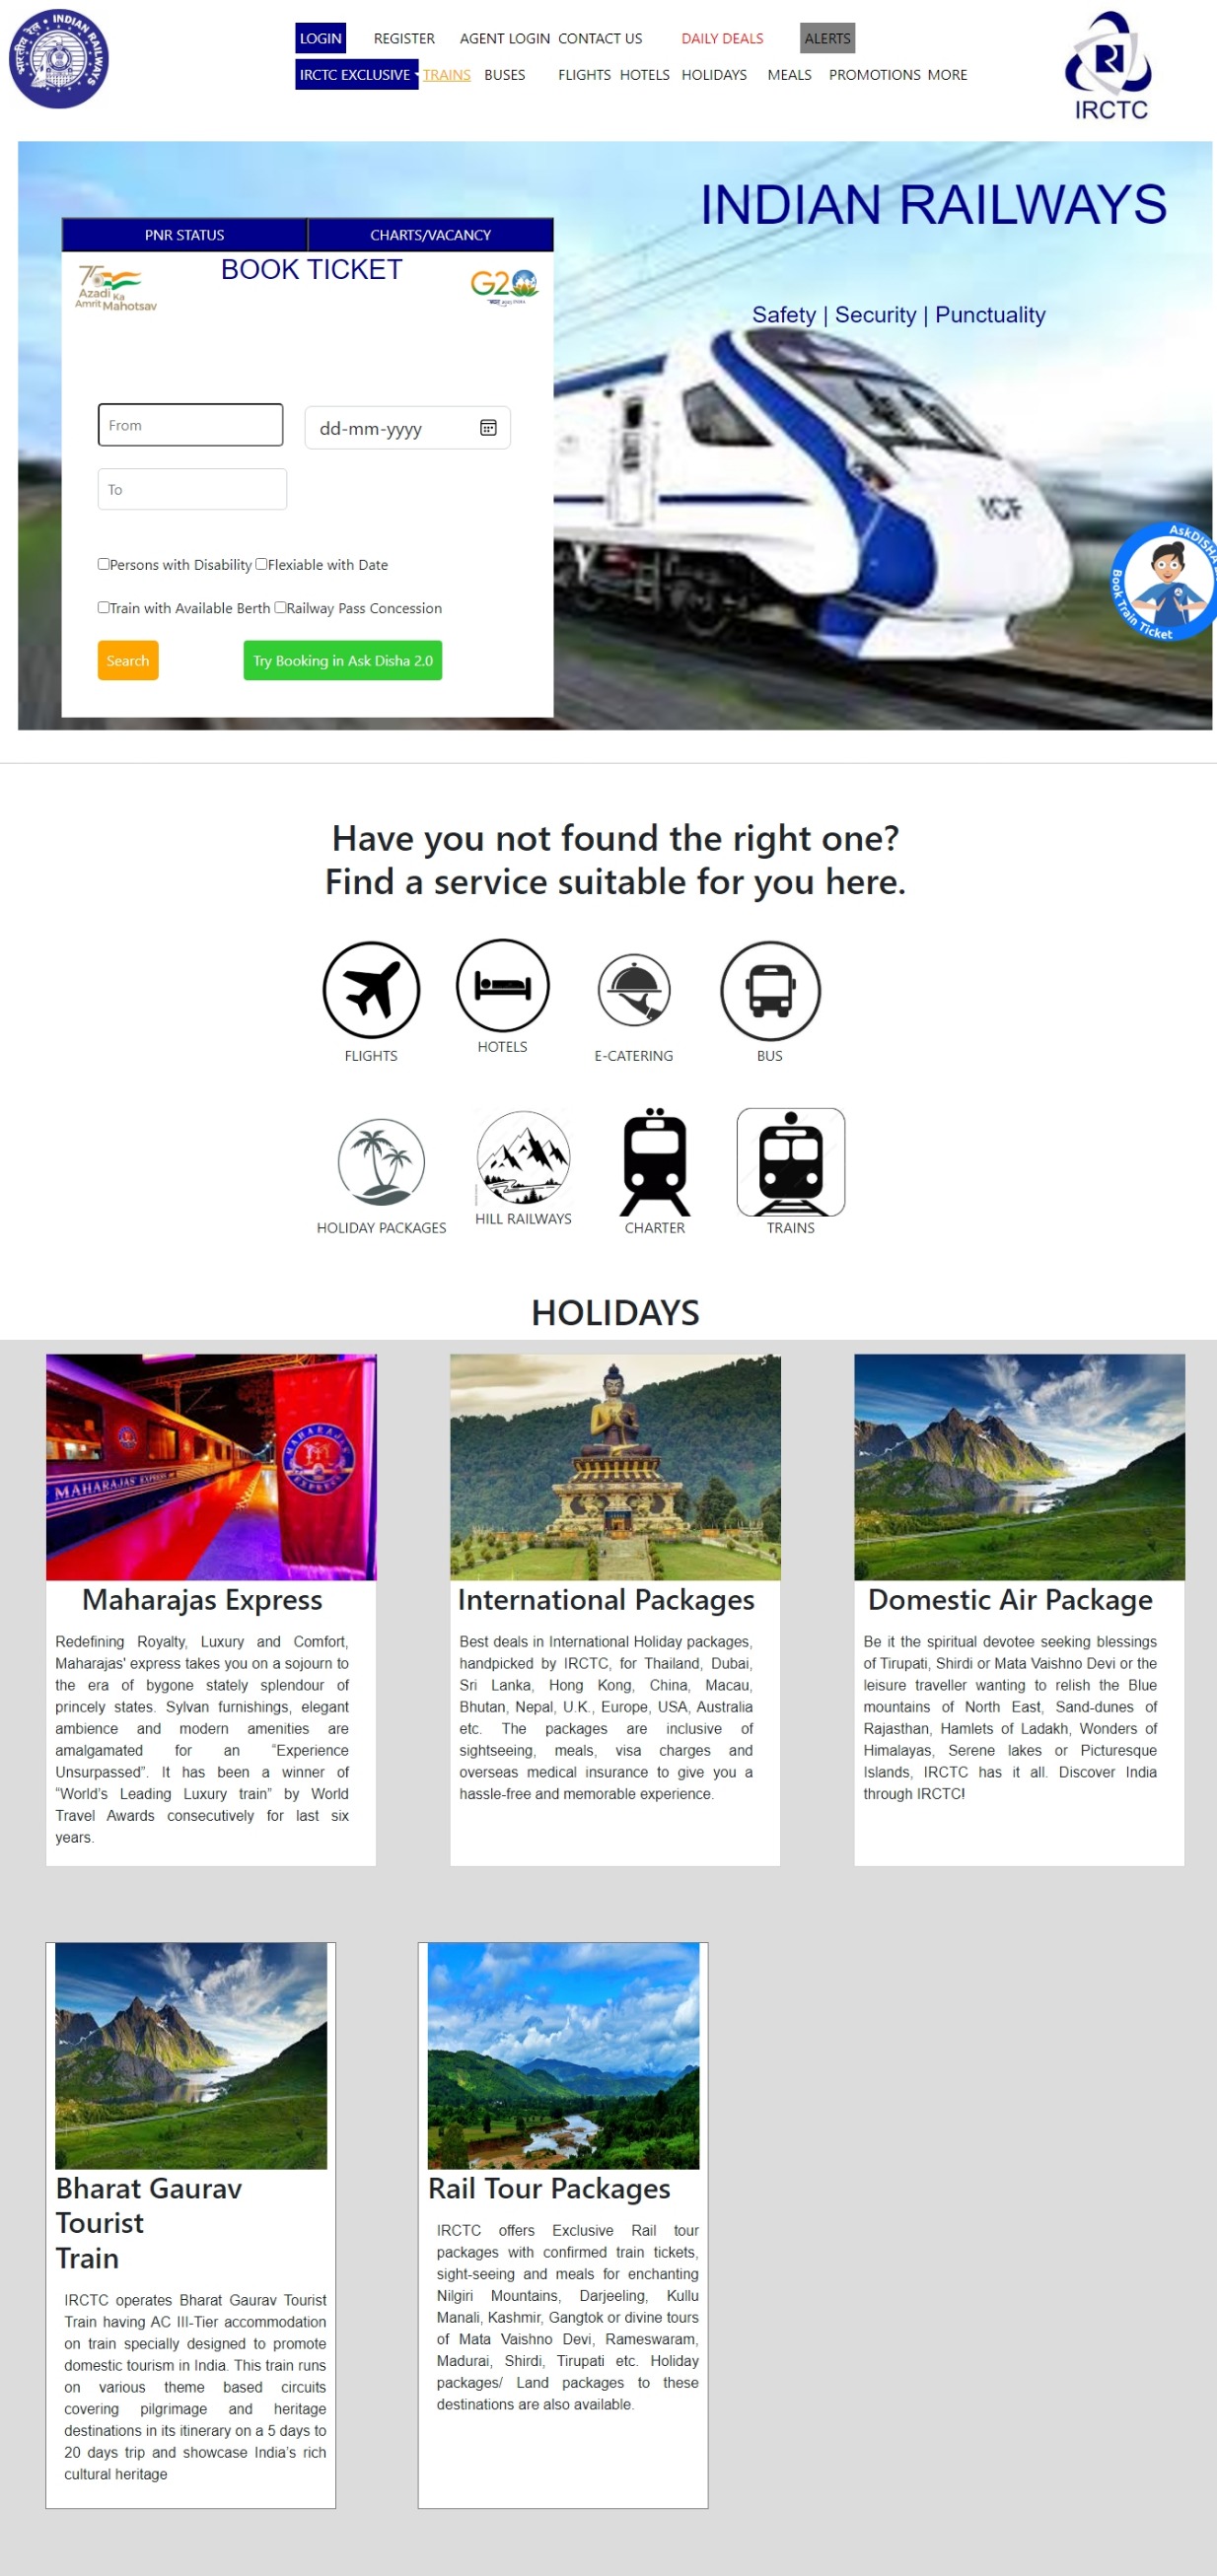 LOGIN REGISTER AGENT LOGIN CONTACT US DAILY DEALS ALERTS
IRCTC EXCLUSIVE TRAINS BUSES FLIGHTS HOTELS HOLIDAYS MEALS PROMOTIONS MORE
भारतीय रेल INDIAN RAILWAYS
IRCTC
INDIAN RAILWAYS
Safety | Security | Punctuality
PNR STATUS CHARTS/VACANCY
BOOK TICKET
75
Azadi Ka
Amrit Mahotsav
G20
From
dd-mm-yyyy
To
Persons with Disability Flexiable with Date
Train with Available Berth Railway Pass Concession
Search Try Booking in Ask Disha 2.0
ICF
AskDISHA
Book Train Ticket
Have you not found the right one?
Find a service suitable for you here.
FLIGHTS HOTELS E-CATERING BUS
HOLIDAY PACKAGES HILL RAILWAYS CHARTER TRAINS
HOLIDAYS
MAHARAJAS' EXPRESS
MAHARAJAS EXPRESS
Maharajas Express
Redefining Royalty, Luxury and Comfort,
Maharajas' express takes you on a sojourn to
the era of bygone stately splendour of
princely states. Sylvan furnishings, elegant
ambience and modern amenities are
amalgamated for an “Experience
Unsurpassed”. It has been a winner of
“World’s Leading Luxury train” by World
Travel Awards consecutively for last six
years.
International Packages
Best deals in International Holiday packages,
handpicked by IRCTC, for Thailand, Dubai,
Sri Lanka, Hong Kong, China, Macau,
Bhutan, Nepal, U.K., Europe, USA, Australia
etc. The packages are inclusive of
sightseeing, meals, visa charges and
overseas medical insurance to give you a
hassle-free and memorable experience.
Domestic Air Package
Be it the spiritual devotee seeking blessings
of Tirupati, Shirdi or Mata Vaishno Devi or the
leisure traveller wanting to relish the Blue
mountains of North East, Sand-dunes of
Rajasthan, Hamlets of Ladakh, Wonders of
Himalayas, Serene lakes or Picturesque
Islands, IRCTC has it all. Discover India
through IRCTC!
Bharat Gaurav
Tourist
Train
IRCTC operates Bharat Gaurav Tourist
Train having AC III-Tier accommodation
on train specially designed to promote
domestic tourism in India. This train runs
on various theme based circuits
covering pilgrimage and heritage
destinations in its itinerary on a 5 days to
20 days trip and showcase India’s rich
cultural heritage
Rail Tour Packages
IRCTC offers Exclusive Rail tour
packages with confirmed train tickets,
sight-seeing and meals for enchanting
Nilgiri Mountains, Darjeeling, Kullu
Manali, Kashmir, Gangtok or divine tours
of Mata Vaishno Devi, Rameswaram,
Madurai, Shirdi, Tirupati etc. Holiday
packages/ Land packages to these
destinations are also available.